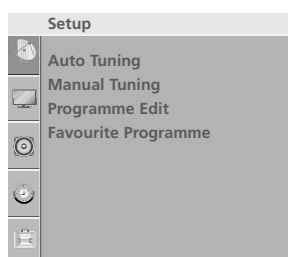 Setup
Auto Tuning
Manual Tuning
Programme Edit
Favourite Programme